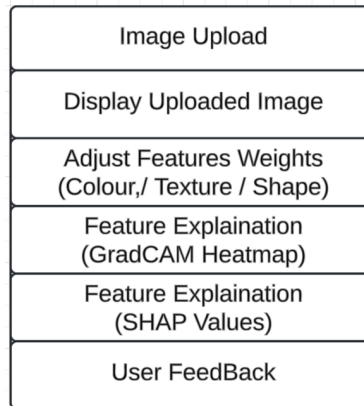 Image Upload
Display Uploaded Image
Adjust Features Weights
(Colour,/ Texture / Shape)
Feature Explaination
(GradCAM Heatmap)
Feature Explaination
(SHAP Values)
User FeedBack